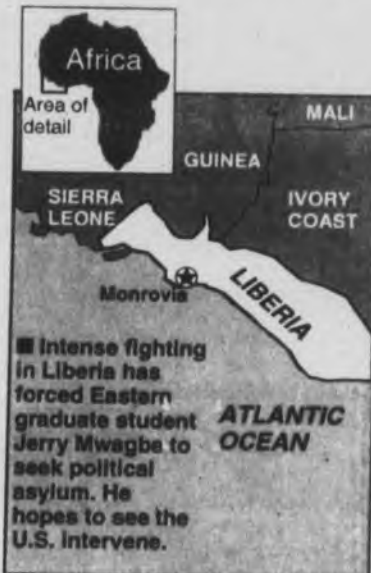 Africa
Area of
detail
MALI
GUINEA
SIERRA
LEONE
IVORY
COAST
LIBERIA
Monrovia
■ Intense fighting
in Liberia has
forced Eastern
graduate student
Jerry Mwagbe to
seek political
asylum. He
hopes to see the
U.S. intervene.
ATLANTIC
OCEAN